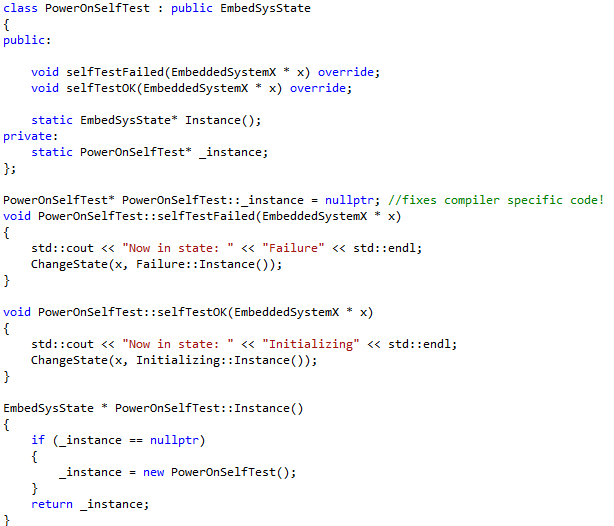 class PowerOnSelfTest : public EmbedSysState
{
public:
void selfTestFailed(EmbeddedSystemX * x) override;
void selfTestOK(EmbeddedSystemX * x) override;
static EmbedSysState* Instance();
private:
static PowerOnSelfTest* _instance;
};
PowerOnSelfTest* PowerOnSelfTest::_instance = nullptr; //fixes compiler specific code!
void PowerOnSelfTest::selfTestFailed(EmbeddedSystemX * x)
{
std::cout << "Now in state: " << "Failure" << std::endl;
ChangeState(x, Failure::Instance());
}
void PowerOnSelfTest::selfTestOK(EmbeddedSystemX * x)
{
std::cout << "Now in state: " << "Initializing" << std::endl;
ChangeState(x, Initializing::Instance());
}
EmbedSysState * PowerOnSelfTest::Instance()
{
if (_instance == nullptr)
{
_instance = new PowerOnSelfTest();
}
return _instance;
}